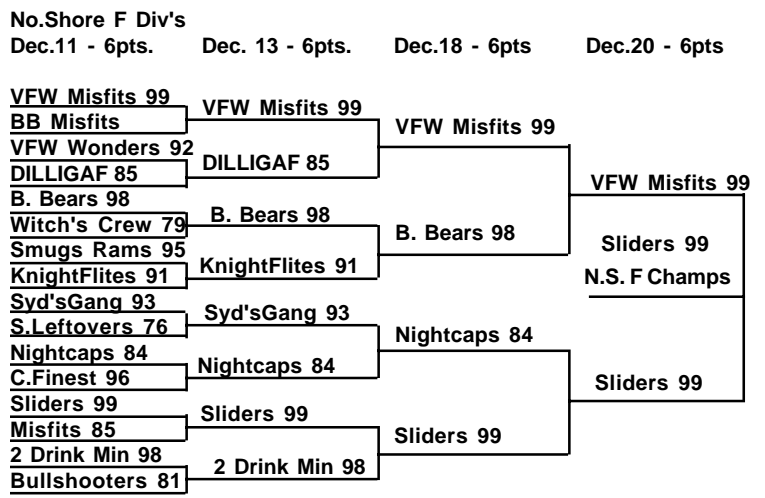 No.Shore F Div's
Dec.11 - 6pts.
Dec. 13 - 6pts.
Dec.18 - 6pts
Dec.20 - 6pts
VFW Misfits 99
BB Misfits
VFW Wonders 92
DILLIGAF 85
B. Bears 98
Witch's Crew 79
Smugs Rams 95
KnightFlites 91
Syd'sGang 93
S.Leftovers 76
Nightcaps 84
C.Finest 96
Sliders 99
Misfits 85
2 Drink Min 98
Bullshooters 81
VFW Misfits 99
DILLIGAF 85
B. Bears 98
KnightFlites 91
Syd'sGang 93
Nightcaps 84
Sliders 99
2 Drink Min 98
VFW Misfits 99
B. Bears 98
Nightcaps 84
Sliders 99
VFW Misfits 99
Sliders 99
N.S. F Champs
Sliders 99